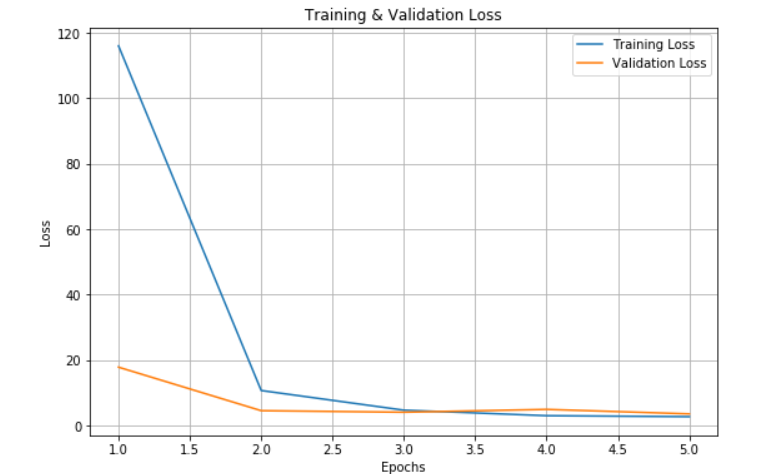 Training & Validation Loss
120
100
80
60
40
20
0
Loss
Training Loss
Validation Loss
1.0 1.5 2.0 2.5 3.0 3.5 4.0 4.5 5.0
Epochs